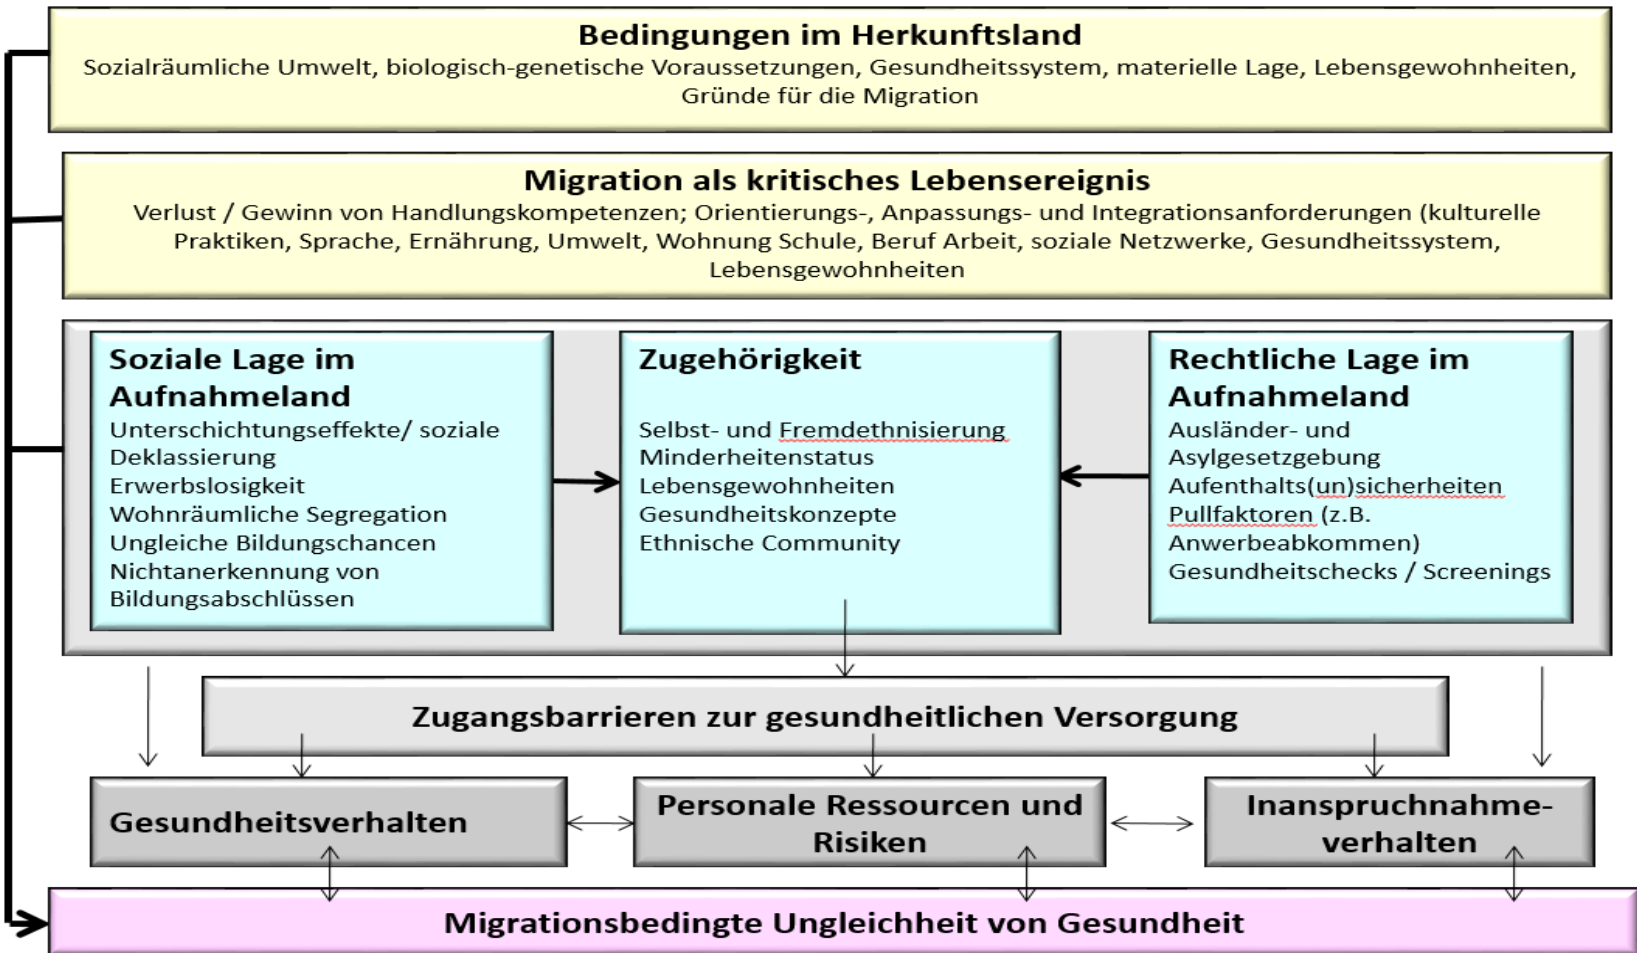 Bedingungen im Herkunftsland
Sozialräumliche Umwelt, biologisch-genetische Voraussetzungen, Gesundheitssystem, materielle Lage, Lebensgewohnheiten,
Gründe für die Migration
Migration als kritisches Lebensereignis
Verlust / Gewinn von Handlungskompetenzen; Orientierungs-, Anpassungs- und Integrationsanforderungen (kulturelle
Praktiken, Sprache, Ernährung, Umwelt, Wohnung Schule, Beruf Arbeit, soziale Netzwerke, Gesundheitssystem,
Lebensgewohnheiten
Soziale Lage im
Aufnahmeland
Unterschichtungseffekte/ soziale
Deklassierung
Erwerbslosigkeit
Wohnräumliche Segregation
Ungleiche Bildungschancen
Nichtanerkennung von
Bildungsabschlüssen
Zugehörigkeit
Selbst- und Fremdethnisierung
Minderheitenstatus
Lebensgewohnheiten
Gesundheitskonzepte
Ethnische Community
Rechtliche Lage im
Aufnahmeland
Ausländer- und
Asylgesetzgebung
Aufenthalts(un)sicherheiten
Pullfaktoren (z.B.
Anwerbeabkommen)
Gesundheitschecks / Screenings
Zugangsbarrieren zur gesundheitlichen Versorgung
Gesundheitsverhalten
Personale Ressourcen und
Risiken
Inanspruchnahme-
verhalten
Migrationsbedingte Ungleichheit von Gesundheit